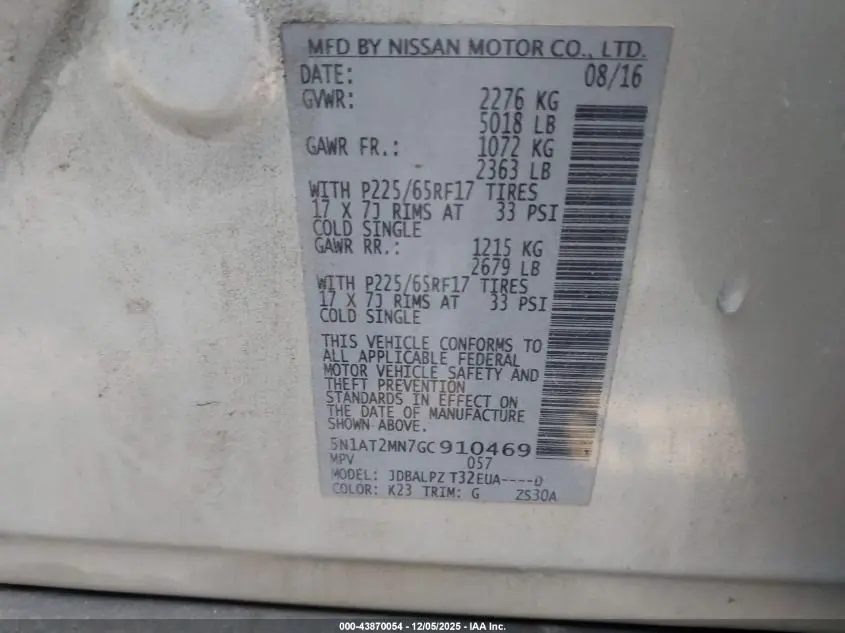 MFD BY NISSAN MOTOR CO., LTD.
DATE: 08/16
GVWR: 2276 KG
5018 LB
GAWR FR.: 1072 KG
2363 LB
WITH P225/65RF17 TIRES
17 X 7J RIMS AT 33 PSI
COLD SINGLE
GAWR RR.: 1215 KG
2679 LB
WITH P225/65RF17 TIRES
17 X 7J RIMS AT 33 PSI
COLD SINGLE
THIS VEHICLE CONFORMS TO
ALL APPLICABLE FEDERAL
MOTOR VEHICLE SAFETY AND
THEFT PREVENTION
STANDARDS IN EFFECT ON
THE DATE OF MANUFACTURE
SHOWN ABOVE.
5N1AT2MN7GC910469
MPV 057
MODEL: JDBALPZ T32EUA----D
COLOR: K23 TRIM: G ZS30A
000-43870054 - 12/05/2025 - IAA Inc.